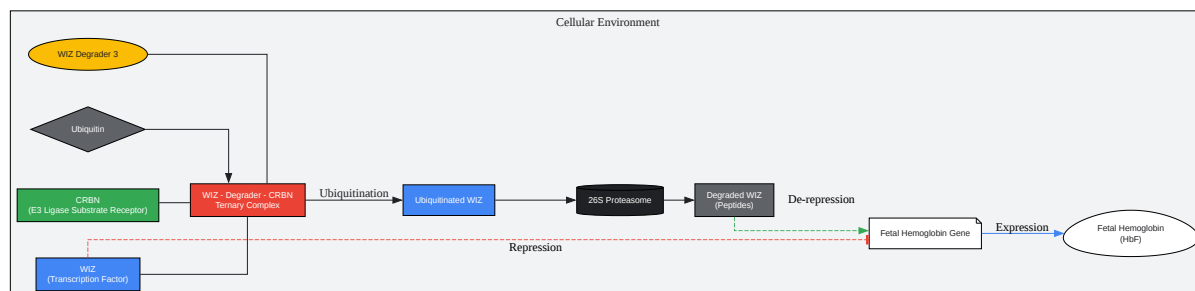 Cellular Environment
WIZ Degrader 3
Ubiquitin
CRBN
(E3 Ligase Substrate Receptor)
WIZ - Degrader - CRBN
Ternary Complex
Ubiquitination
Ubiquitinated WIZ
26S Proteasome
Degraded WIZ
(Peptides)
De-repression
Fetal Hemoglobin Gene
Expression
Fetal Hemoglobin
(HbF)
Repression
WIZ
(Transcription Factor)